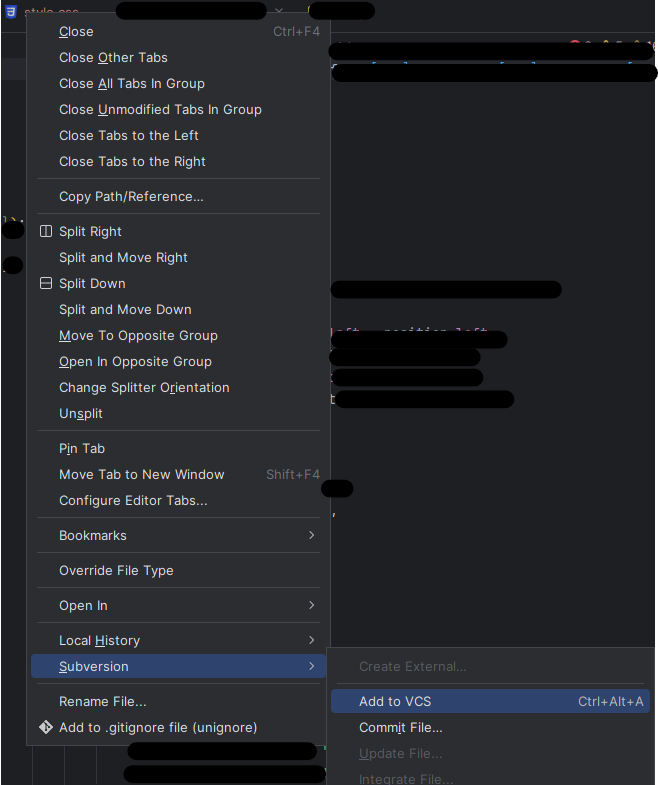 style.css
Close Ctrl+F4
Close Other Tabs
Close All Tabs In Group
Close Unmodified Tabs In Group
Close Tabs to the Left
Close Tabs to the Right
Copy Path/Reference...
Split Right
Split and Move Right
Split Down
Split and Move Down
Move To Opposite Group
Open In Opposite Group
Change Splitter Orientation
Unsplit
Pin Tab
Move Tab to New Window Shift+F4
Configure Editor Tabs...
Bookmarks
Override File Type
Open In
Local History
Subversion
Create External...
Rename File...
Add to VCS Ctrl+Alt+A
Add to .gitignore file (unignore)
Commit File...
Update File...
Integrate File...